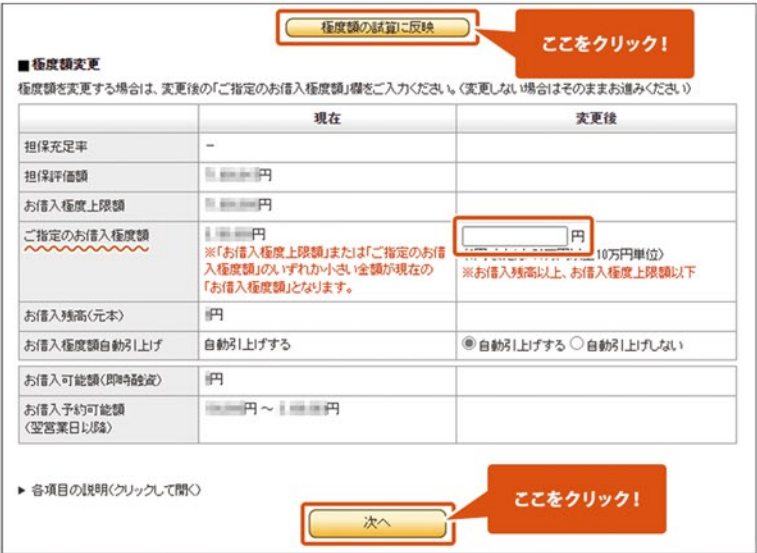 極度額の試算に反映
ここをクリック!
■極度額変更
極度額を変更する場合は、変更後の「ご指定のお借入極度額」欄をご入力ください。(変更しない場合はそのままお進みください)
現在
変更後
担保充足率
−
担保評価額
円
お借入極度上限額
円
ご指定のお借入極度額
円
※「お借入極度上限額」または「ご指定のお借
入極度額」のいずれか小さい金額が現在の
「お借入極度額」となります。
円
10万円単位)
※お借入残高以上、お借入極度上限額以下
お借入残高(元本)
円
お借入極度額自動引上げ
自動引上げする
自動引上げする
自動引上げしない
お借入可能額(即時融資)
円
お借入予約可能額
(翌営業日以降)
円 ~ 円
▶ 各項目の説明(クリックして開く)
ここをクリック!
次へ